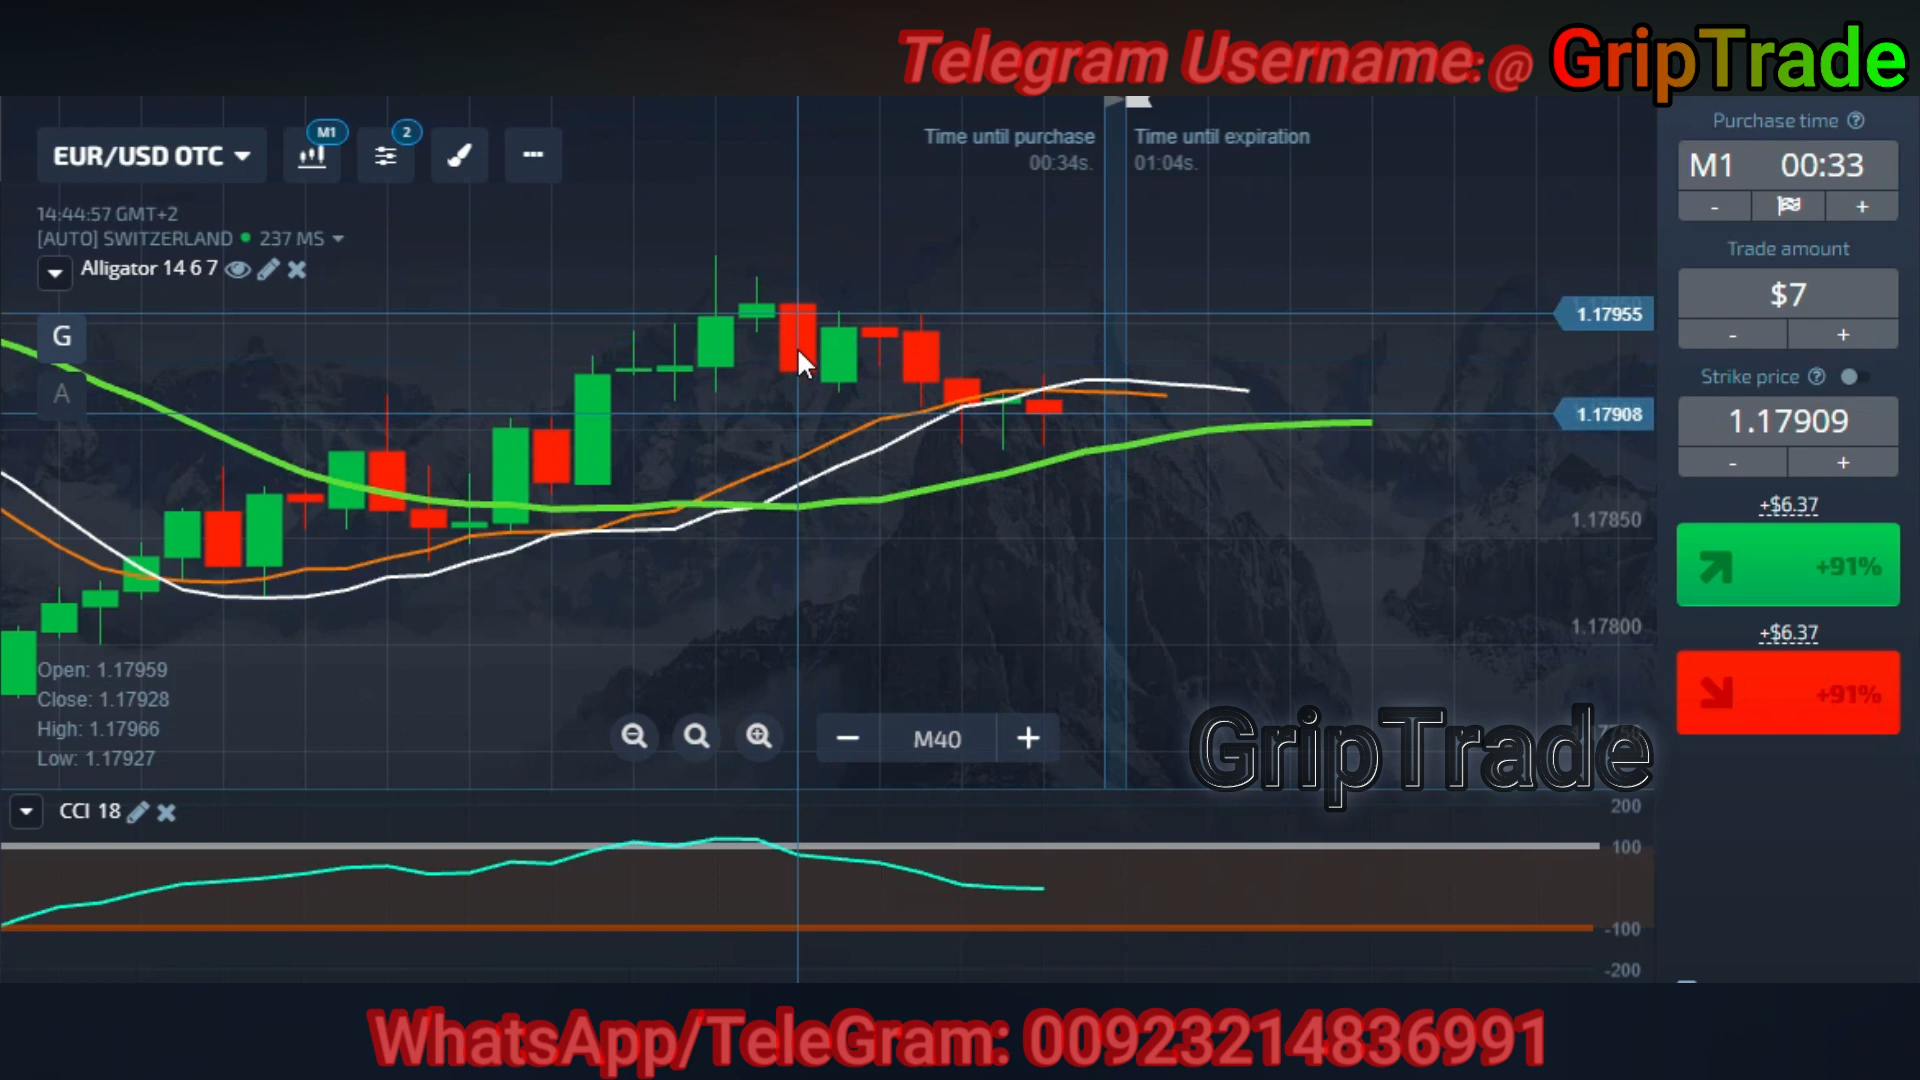 Telegram Username:@ GripTrade
EUR/USD OTC
M1
2
Time until purchase
00:34s.
Time until expiration
01:04s.
14:44:57 GMT+2
[AUTO] SWITZERLAND 237 MS
Alligator 14 6 7
G
A
1.17955
1.17908
1.17850
1.17800
Open: 1.17959
Close: 1.17928
High: 1.17966
Low: 1.17927
M40
GripTrade
CCI 18
200
100
-100
-200
Purchase time
M1 00:33
- +
Trade amount
$7
- +
Strike price
1.17909
- +
+$6.37
+91%
+$6.37
+91%
WhatsApp/TeleGram: 00923214836991